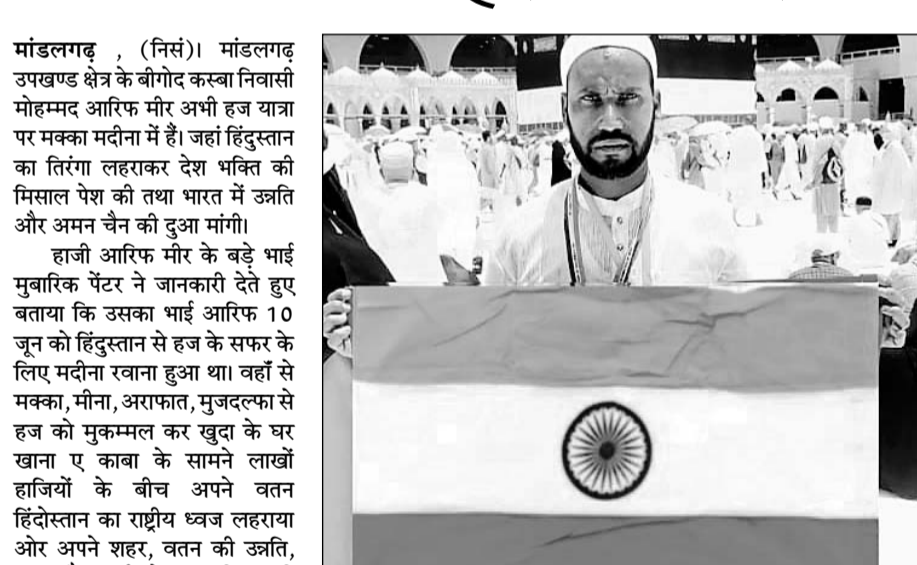 मांडलगढ़ , (निसं)। मांडलगढ़
उपखण्ड क्षेत्र के बीगोद कस्बा निवासी
मोहम्मद आरिफ मीर अभी हज यात्रा
पर मक्का मदीना में हैं। जहां हिंदुस्तान
का तिरंगा लहराकर देश भक्ति की
मिसाल पेश की तथा भारत में उन्नति
और अमन चैन की दुआ मांगी।
हाजी आरिफ मीर के बड़े भाई
मुबारिक पेंटर ने जानकारी देते हुए
बताया कि उसका भाई आरिफ 10
जून को हिंदुस्तान से हज के सफर के
लिए मदीना रवाना हुआ था। वहाँ से
मक्का, मीना, अराफात, मुजदल्फा से
हज को मुकम्मल कर खुदा के घर
खाना ए काबा के सामने लाखों
हाजियों के बीच अपने वतन
हिंदोस्तान का राष्ट्रीय ध्वज लहराया
ओर अपने शहर, वतन की उन्नति,